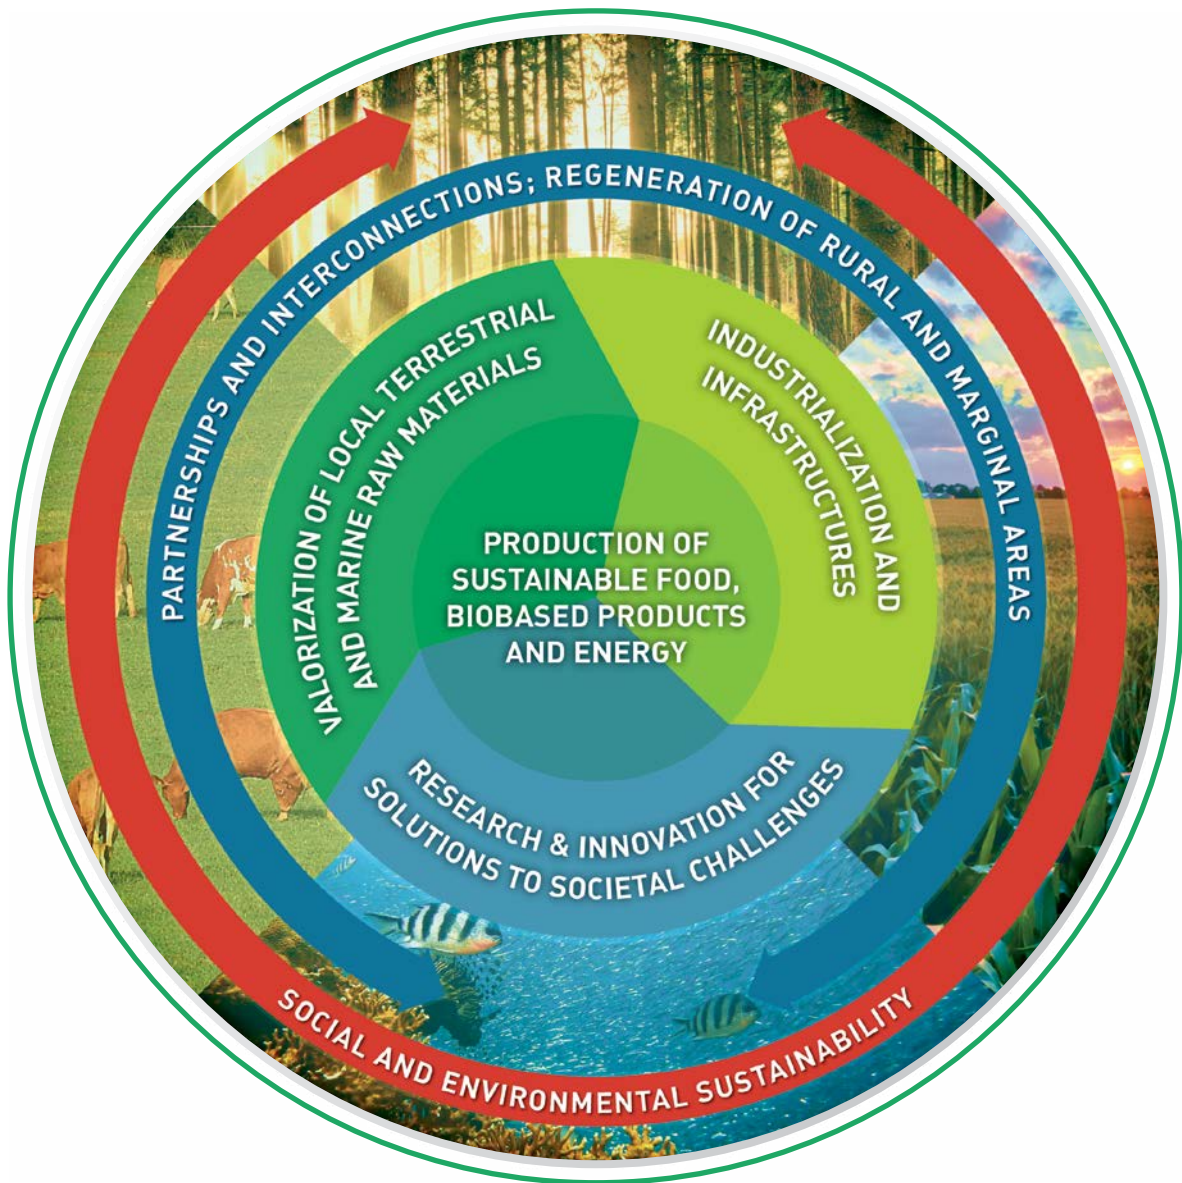 PARTNERSHIPS AND INTERCONNECTIONS; REGENERATION OF RURAL AND MARGINAL AREAS
VALORIZATION OF LOCAL TERRESTRIAL
AND MARINE RAW MATERIALS
INDUSTRIALIZATION AND
INFRASTRUCTURES
PRODUCTION OF
SUSTAINABLE FOOD,
BIOBASED PRODUCTS
AND ENERGY
RESEARCH & INNOVATION FOR
SOLUTIONS TO SOCIETAL CHALLENGES
SOCIAL AND ENVIRONMENTAL SUSTAINABILITY